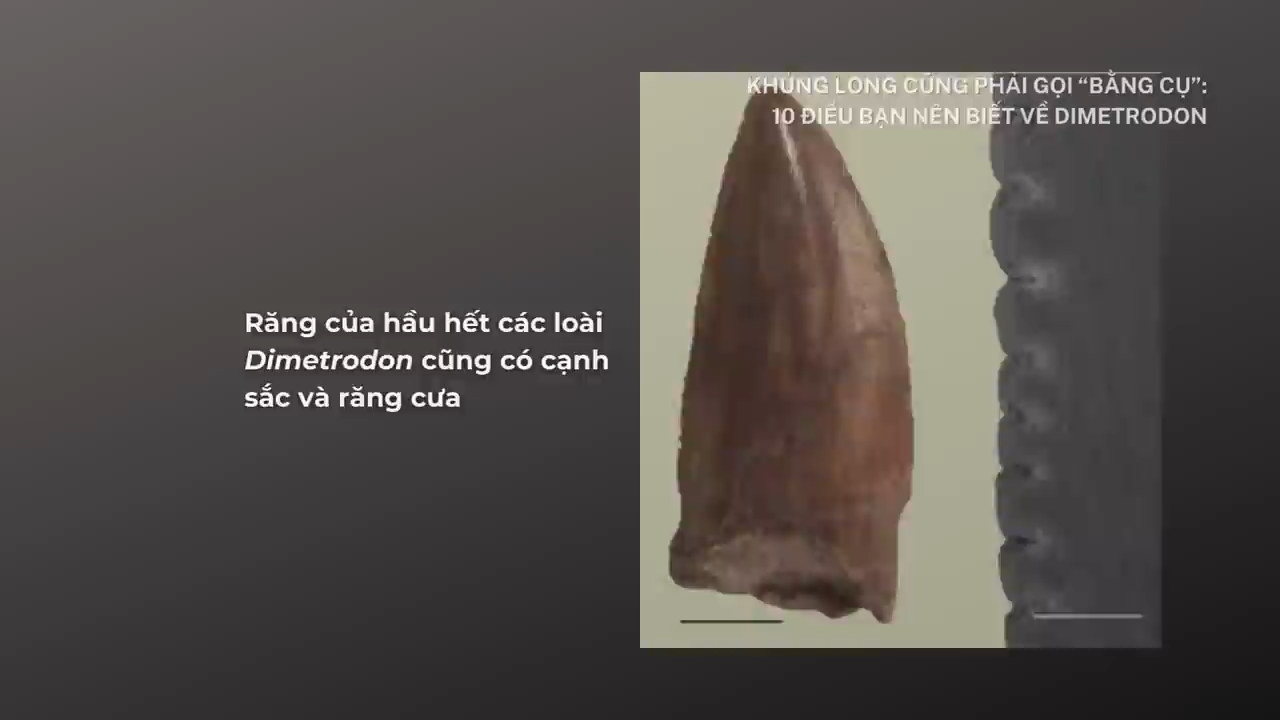 KHỦNG LONG CŨNG PHẢI GỌI “BẰNG CỤ”:
10 ĐIỀU BẠN NÊN BIẾT VỀ DIMETRODON
Răng của hầu hết các loài
Dimetrodon cũng có cạnh
sắc và răng cưa